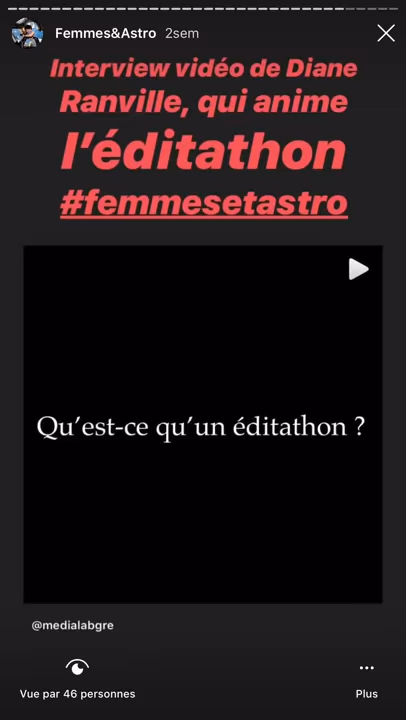 Femmes&Astro 2sem
Interview vidéo de Diane
Ranville, qui anime
l’éditathon
#femmesetastro
Qu’est-ce qu’un éditathon ?
@medialabgre
Vue par 46 personnes
Plus